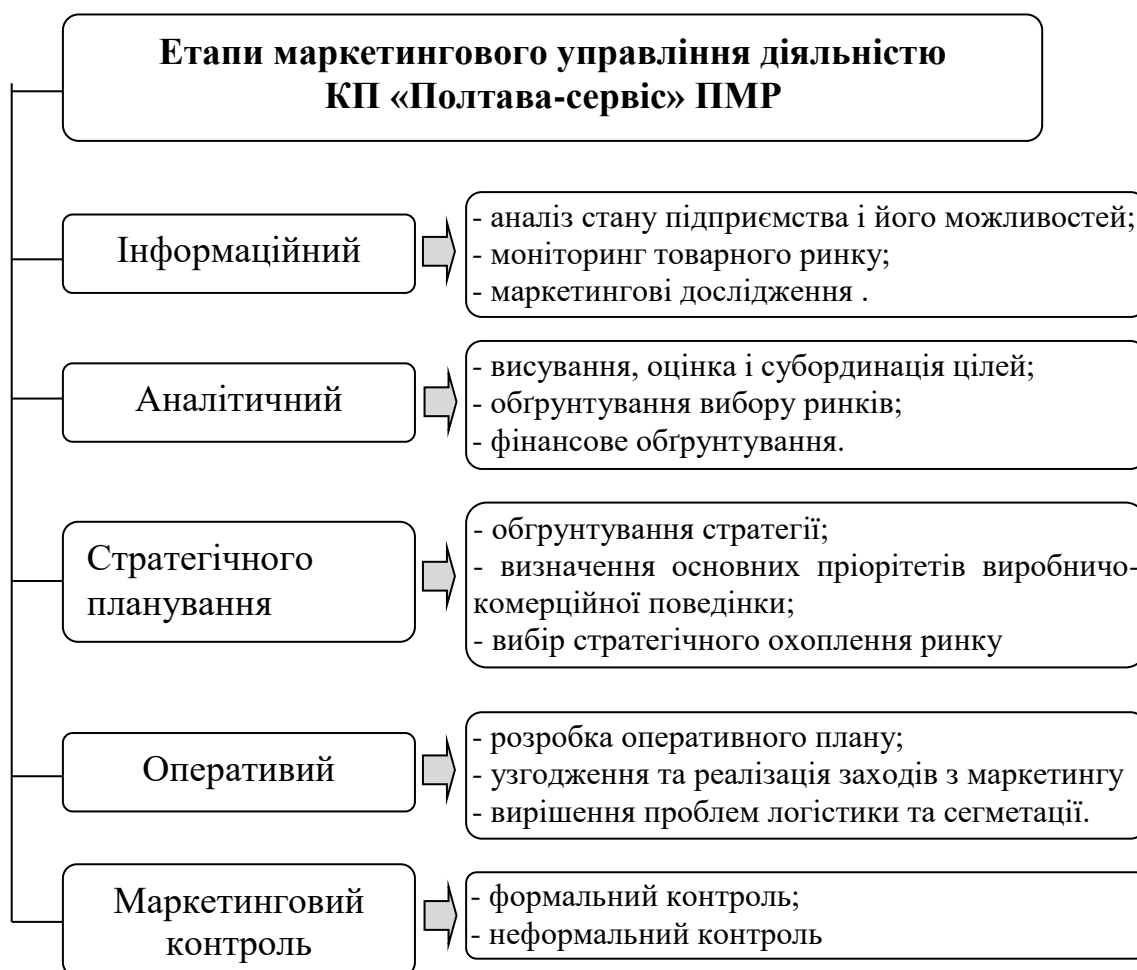 Етапи маркетингового управління діяльністю
КП «Полтава-сервіс» ПМР
Інформаційний
- аналіз стану підприємства і його можливостей;
- моніторинг товарного ринку;
- маркетингові дослідження .
Аналітичний
- висування, оцінка і субординація цілей;
- обґрунтування вибору ринків;
- фінансове обґрунтування.
Стратегічного
планування
- обгрунтування стратегії;
- визначення основних пріорітетів виробничо-
комерційної поведінки;
- вибір стратегічного охоплення ринку
Оперативий
- розробка оперативного плану;
- узгодження та реалізація заходів з маркетингу
- вирішення проблем логістики та сегметації.
Маркетинговий
контроль
- формальний контроль;
- неформальний контроль